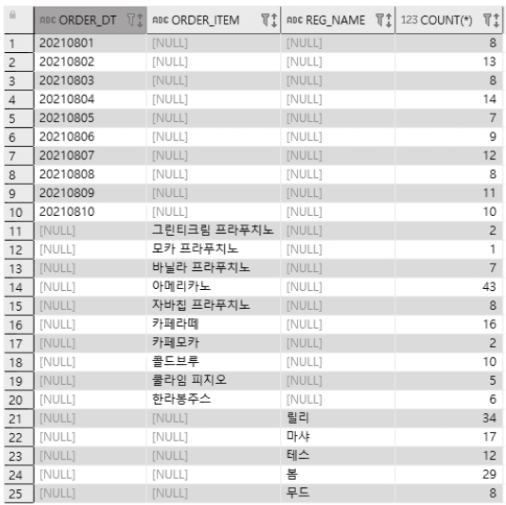 ABC ORDER_DT ABC ORDER_ITEM ABC REG_NAME 123 COUNT(*)
1 20210801 [NULL] [NULL] 8
2 20210802 [NULL] [NULL] 13
3 20210803 [NULL] [NULL] 8
4 20210804 [NULL] [NULL] 14
5 20210805 [NULL] [NULL] 7
6 20210806 [NULL] [NULL] 9
7 20210807 [NULL] [NULL] 12
8 20210808 [NULL] [NULL] 8
9 20210809 [NULL] [NULL] 11
10 20210810 [NULL] [NULL] 10
11 [NULL] 그린티크림 프라푸치노 [NULL] 2
12 [NULL] 모카 프라푸치노 [NULL] 1
13 [NULL] 바닐라 프라푸치노 [NULL] 7
14 [NULL] 아메리카노 [NULL] 43
15 [NULL] 자바칩 프라푸치노 [NULL] 8
16 [NULL] 카페라떼 [NULL] 16
17 [NULL] 카페모카 [NULL] 2
18 [NULL] 콜드브루 [NULL] 10
19 [NULL] 쿨라임 피지오 [NULL] 5
20 [NULL] 한라봉주스 [NULL] 6
21 [NULL] [NULL] 릴리 34
22 [NULL] [NULL] 마샤 17
23 [NULL] [NULL] 테스 12
24 [NULL] [NULL] 봄 29
25 [NULL] [NULL] 무드 8